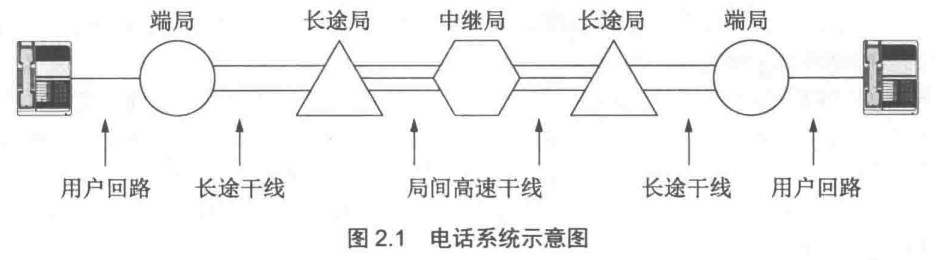 端局 长途局 中继局 长途局 端局
用户回路 长途干线 局间高速干线 长途干线 用户回路
图 2.1 电话系统示意图